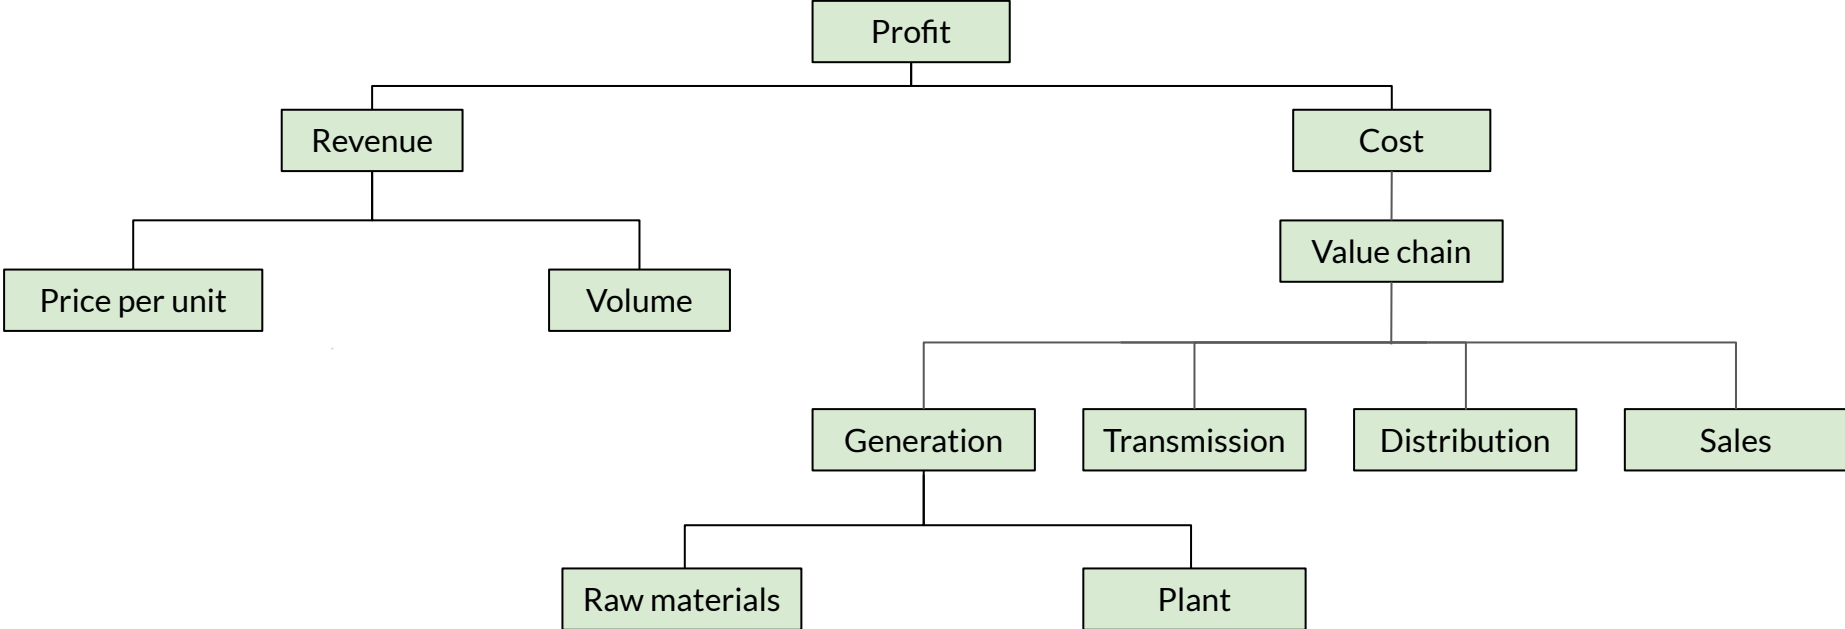 Profit
Revenue
Cost
Value chain
Price per unit
Volume
Generation
Transmission
Distribution
Sales
Raw materials
Plant